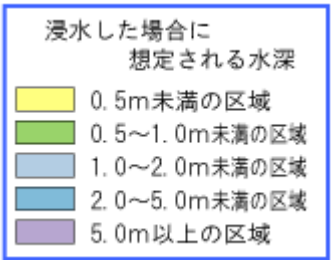 浸水した場合に
想定される水深
0.5m未満の区域
0.5～1.0m未満の区域
1.0～2.0m未満の区域
2.0～5.0m未満の区域
5.0m以上の区域